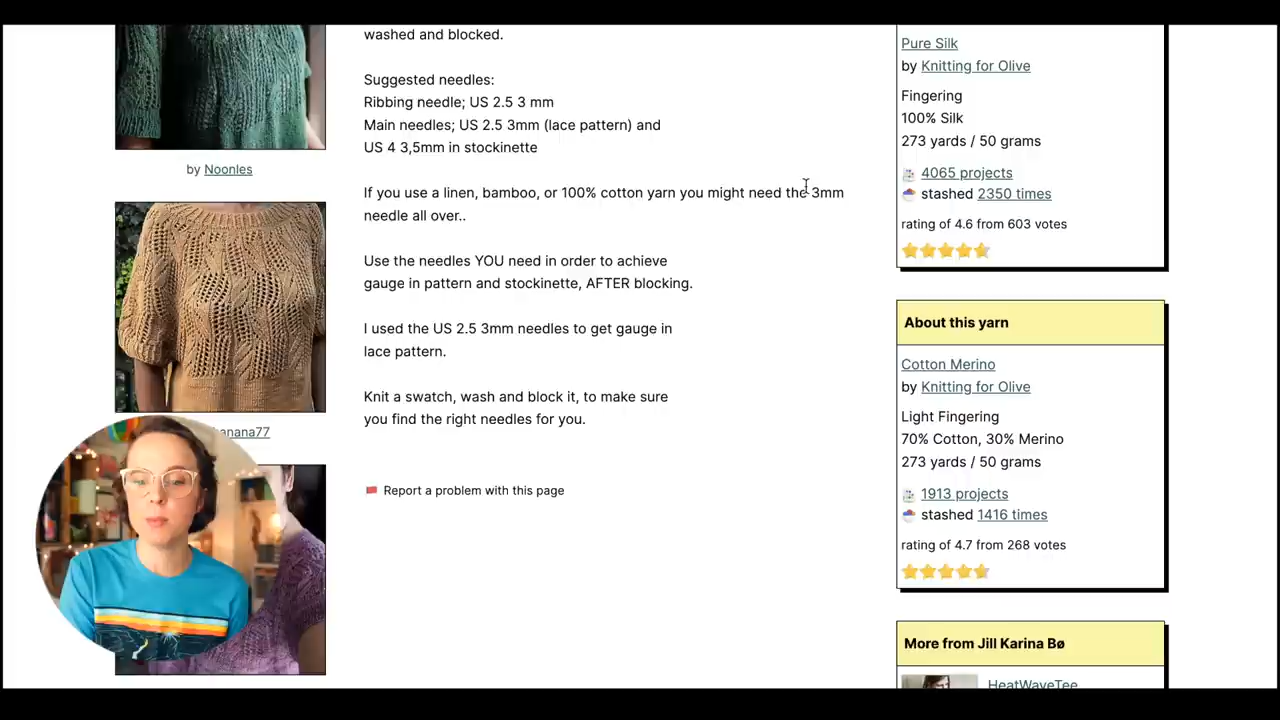 washed and blocked.
Suggested needles:
Ribbing needle; US 2.5 3 mm
Main needles; US 2.5 3mm (lace pattern) and
US 4 3,5mm in stockinette
If you use a linen, bamboo, or 100% cotton yarn you might need the 3mm
needle all over..
Use the needles YOU need in order to achieve
gauge in pattern and stockinette, AFTER blocking.
I used the US 2.5 3mm needles to get gauge in
lace pattern.
Knit a swatch, wash and block it, to make sure
you find the right needles for you.
Report a problem with this page
by Noonles
Pure Silk
by Knitting for Olive
Fingering
100% Silk
273 yards / 50 grams
4065 projects
stashed 2350 times
rating of 4.6 from 603 votes
About this yarn
Cotton Merino
by Knitting for Olive
Light Fingering
70% Cotton, 30% Merino
273 yards / 50 grams
1913 projects
stashed 1416 times
rating of 4.7 from 268 votes
More from Jill Karina Bø
HeatWaveTee